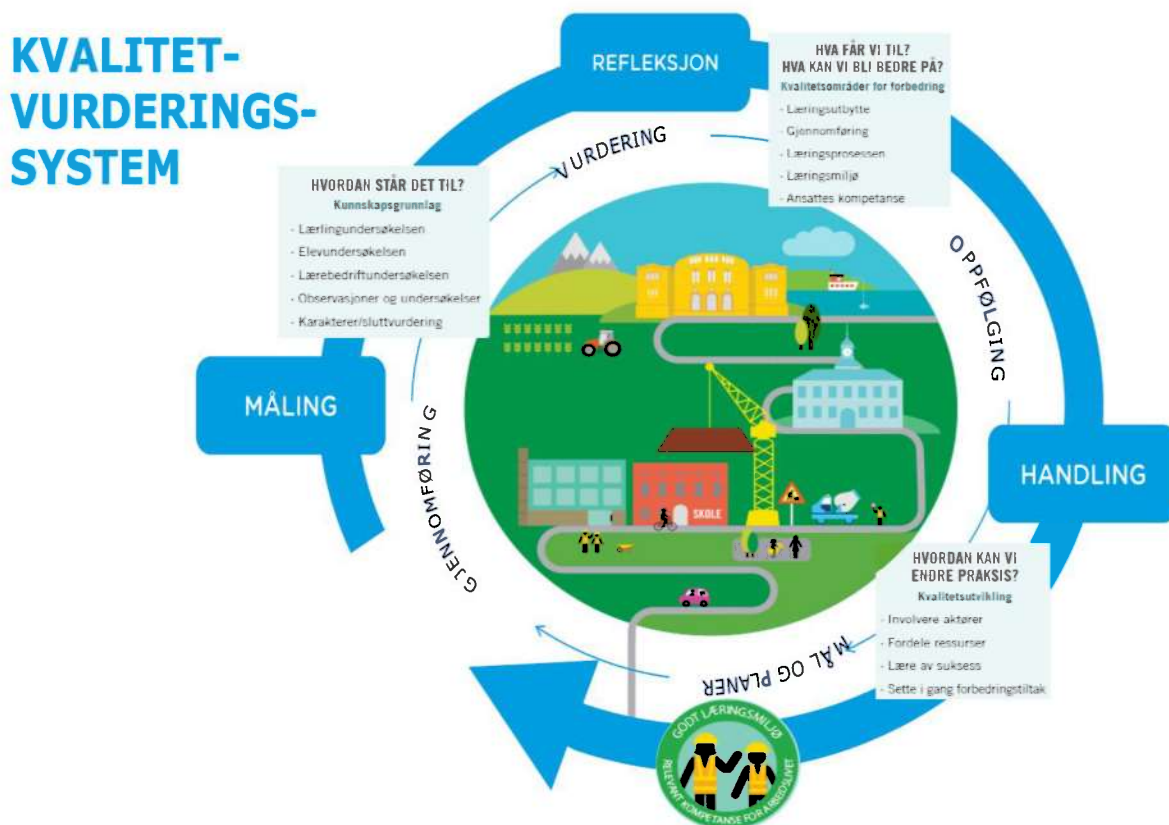 KVALITET-
VURDERINGS-
SYSTEM
REFLEKSJON
HVA FÅR VI TIL?
HVA KAN VI BLI BEDRE PÅ?
Kvalitetsområder for forbedring
- Læringsutbytte
- Gjennomføring
- Læringsprosessen
- Læringsmiljø
- Ansattes kompetanse
VURDERING
HVORDAN STÅR DET TIL?
Kunnskapsgrunnlag
- Lærlingundersøkelsen
- Elevundersøkelsen
- Lærebedriftundersøkelsen
- Observasjoner og undersøkelser
- Karakterer/sluttvurdering
OPPFØLGING
MÅLING
GJENNOMFØRING
HANDLING
SKOLE
HVORDAN KAN VI
ENDRE PRAKSIS?
Kvalitetsutvikling
- Involvere aktører
- Fordele ressurser
- Lære av suksess
- Sette i gang forbedringstiltak
MÅL OG PLANER
GODT LÆRINGSMILJØ
RELEVANT KOMPETANSE FOR ARBEIDSLIVET